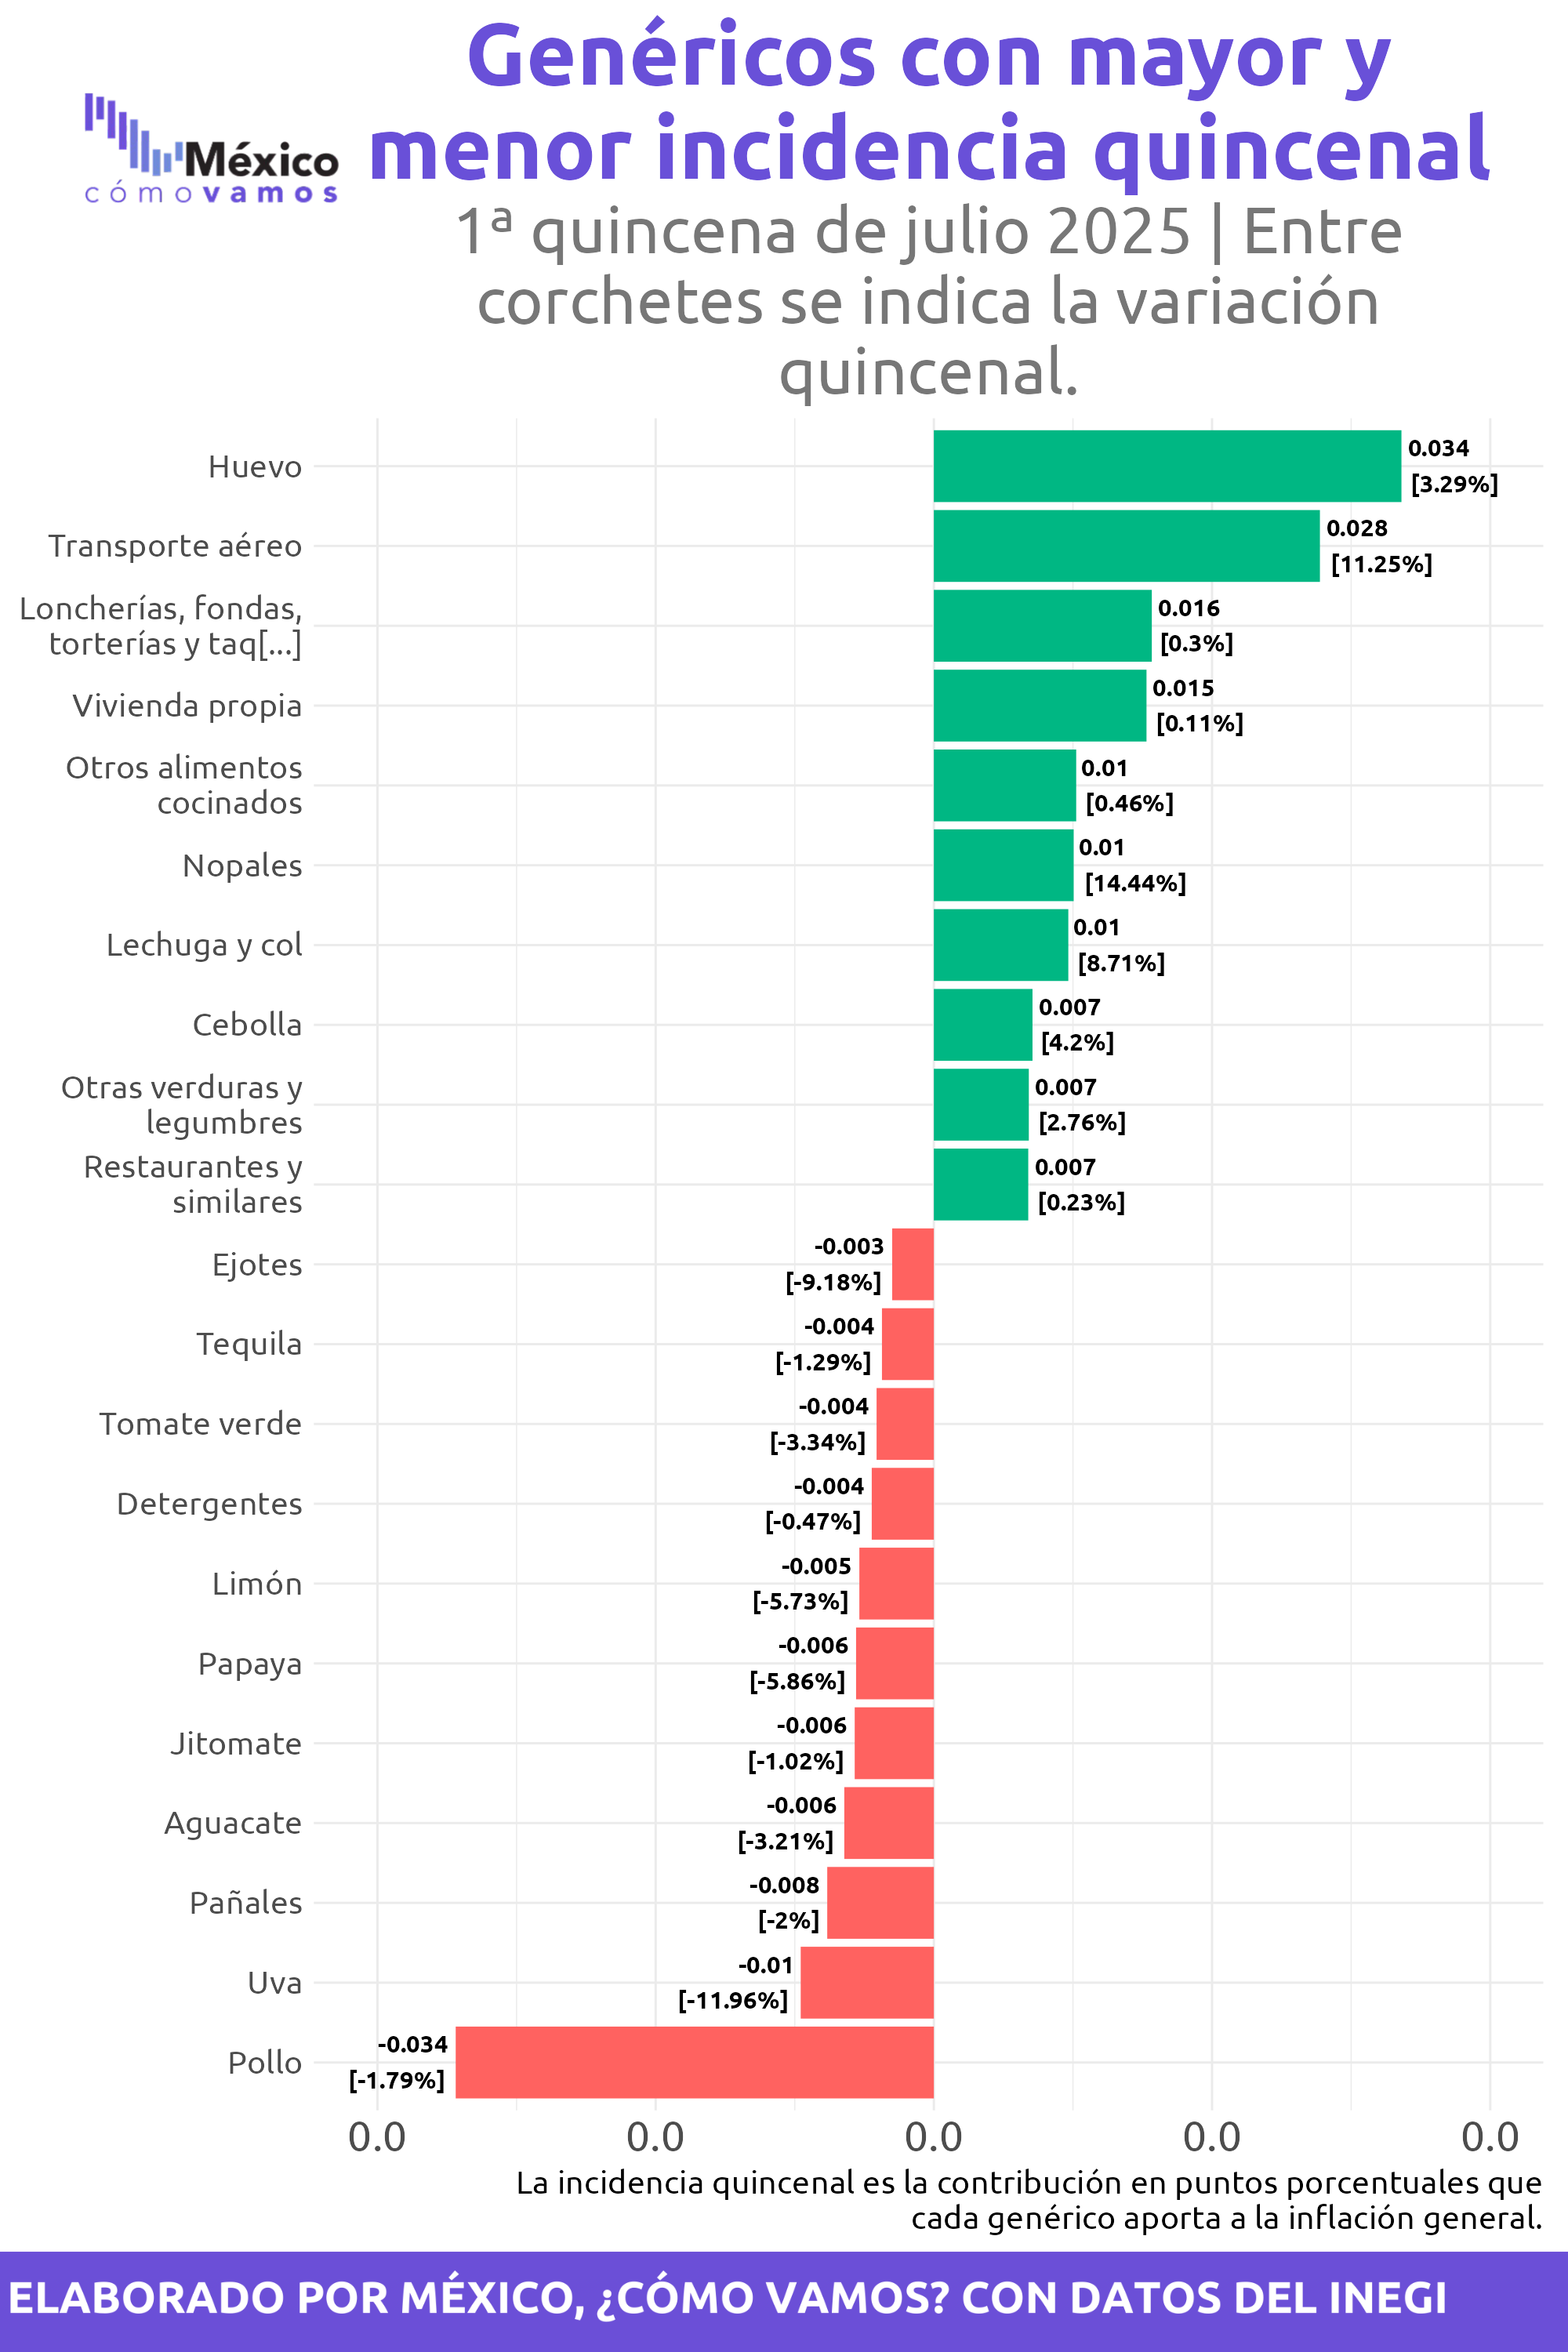 Genéricos con mayor y
menor incidencia quincenal
México
cómovamos
1ª quincena de julio 2025 | Entre
corchetes se indica la variación
quincenal.
Huevo
0.034
[3.29%]
Transporte aéreo
0.028
[11.25%]
Loncherías, fondas,
torterías y taq[...]
0.016
[0.3%]
Vivienda propia
0.015
[0.11%]
Otros alimentos
cocinados
0.01
[0.46%]
Nopales
0.01
[14.44%]
Lechuga y col
0.01
[8.71%]
Cebolla
0.007
[4.2%]
Otras verduras y
legumbres
0.007
[2.76%]
Restaurantes y
similares
0.007
[0.23%]
Ejotes
-0.003
[-9.18%]
Tequila
-0.004
[-1.29%]
Tomate verde
-0.004
[-3.34%]
Detergentes
-0.004
[-0.47%]
Limón
-0.005
[-5.73%]
Papaya
-0.006
[-5.86%]
Jitomate
-0.006
[-1.02%]
Aguacate
-0.006
[-3.21%]
Pañales
-0.008
[-2%]
Uva
-0.01
[-11.96%]
Pollo
-0.034
[-1.79%]
0.0 0.0 0.0 0.0 0.0
La incidencia quincenal es la contribución en puntos porcentuales que
cada genérico aporta a la inflación general.
ELABORADO POR MÉXICO, ¿CÓMO VAMOS? CON DATOS DEL INEGI